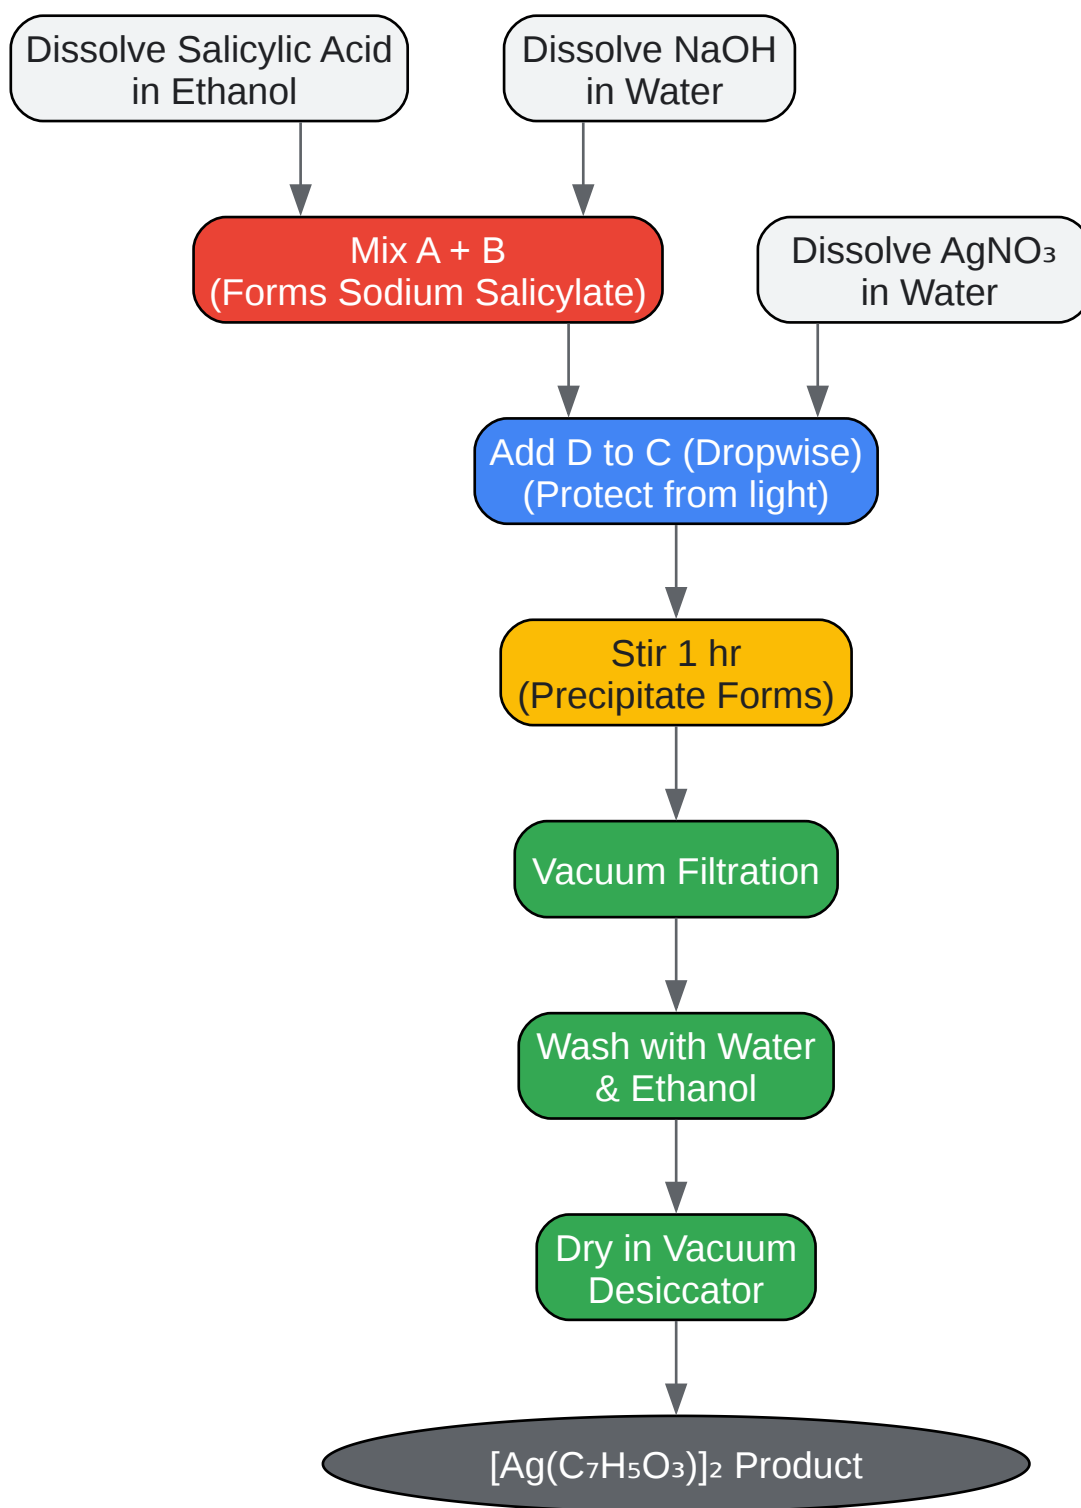 Dissolve Salicylic Acid
in Ethanol
Dissolve NaOH
in Water
Mix A + B
(Forms Sodium Salicylate)
Dissolve AgNO₃
in Water
Add D to C (Dropwise)
(Protect from light)
Stir 1 hr
(Precipitate Forms)
Vacuum Filtration
Wash with Water
& Ethanol
Dry in Vacuum
Desiccator
[Ag(C₇H₅O₃)]₂ Product